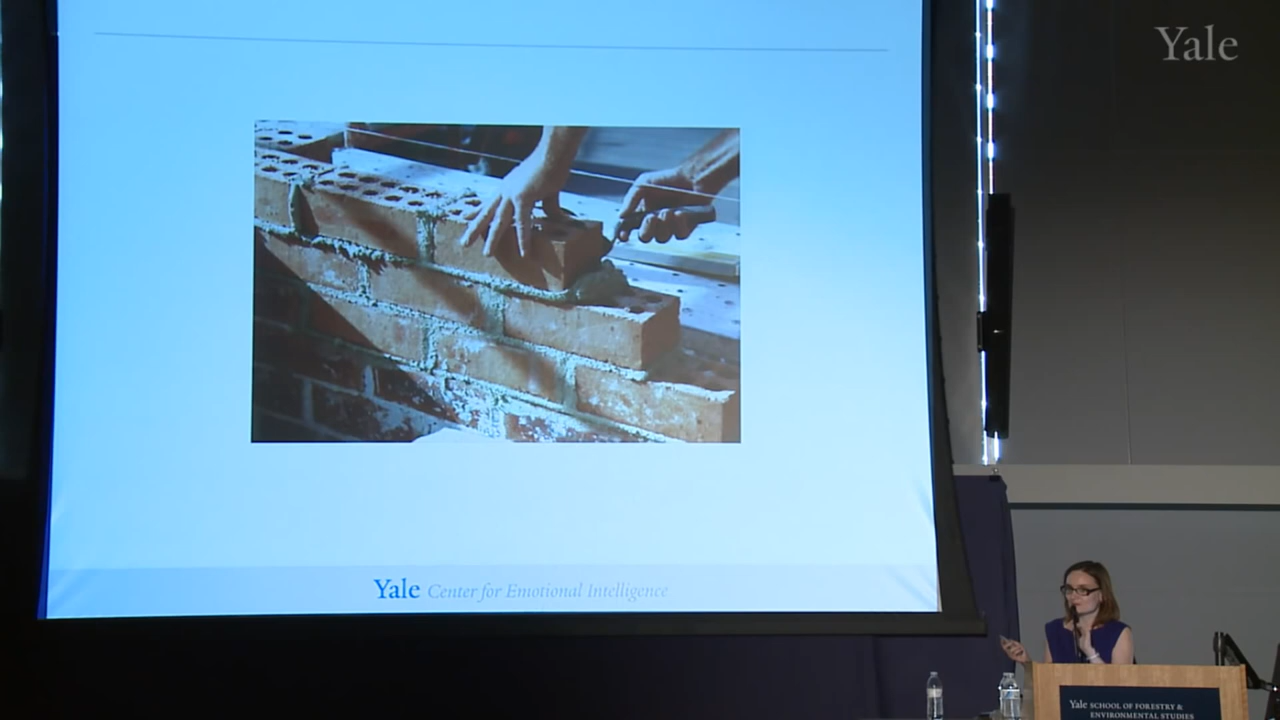 Yale
Yale Center for Emotional Intelligence
Yale SCHOOL OF FORESTRY &
ENVIRONMENTAL STUDIES